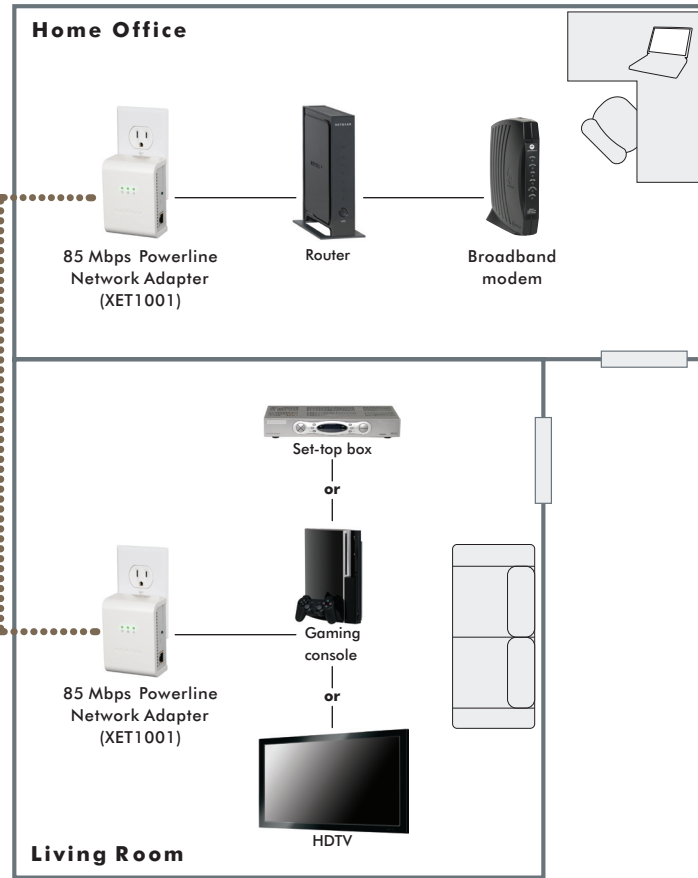 Home Office
NETGEAR
85 Mbps Powerline
Network Adapter
(XET1001)
Router
Broadband
modem
Set-top box
or
Gaming
console
or
85 Mbps Powerline
Network Adapter
(XET1001)
HDTV
Living Room